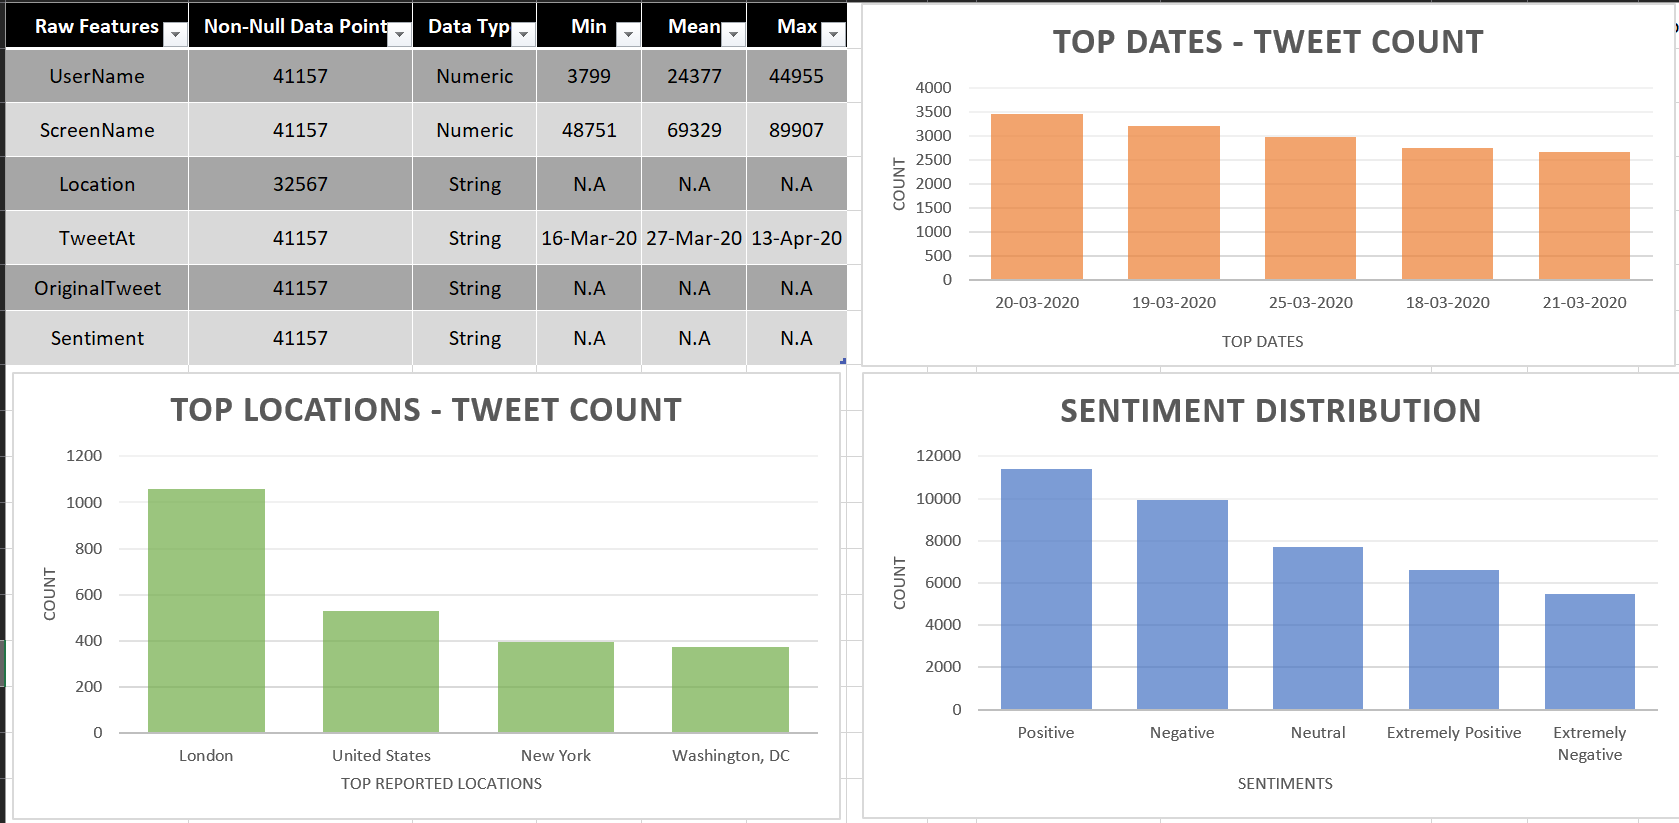 Raw Features Non-Null Data Point Data Typ Min Mean Max
UserName 41157 Numeric 3799 24377 44955
ScreenName 41157 Numeric 48751 69329 89907
Location 32567 String N.A N.A N.A
TweetAt 41157 String 16-Mar-20 27-Mar-20 13-Apr-20
OriginalTweet 41157 String N.A N.A N.A
Sentiment 41157 String N.A N.A N.A
TOP DATES - TWEET COUNT
4000
3500
3000
2500
2000
1500
1000
500
0
COUNT
20-03-2020 19-03-2020 25-03-2020 18-03-2020 21-03-2020
TOP DATES
TOP LOCATIONS - TWEET COUNT
1200
1000
800
600
400
200
0
COUNT
London United States New York Washington, DC
TOP REPORTED LOCATIONS
SENTIMENT DISTRIBUTION
12000
10000
8000
6000
4000
2000
0
COUNT
Positive Negative Neutral Extremely Positive Extremely
Negative
SENTIMENTS